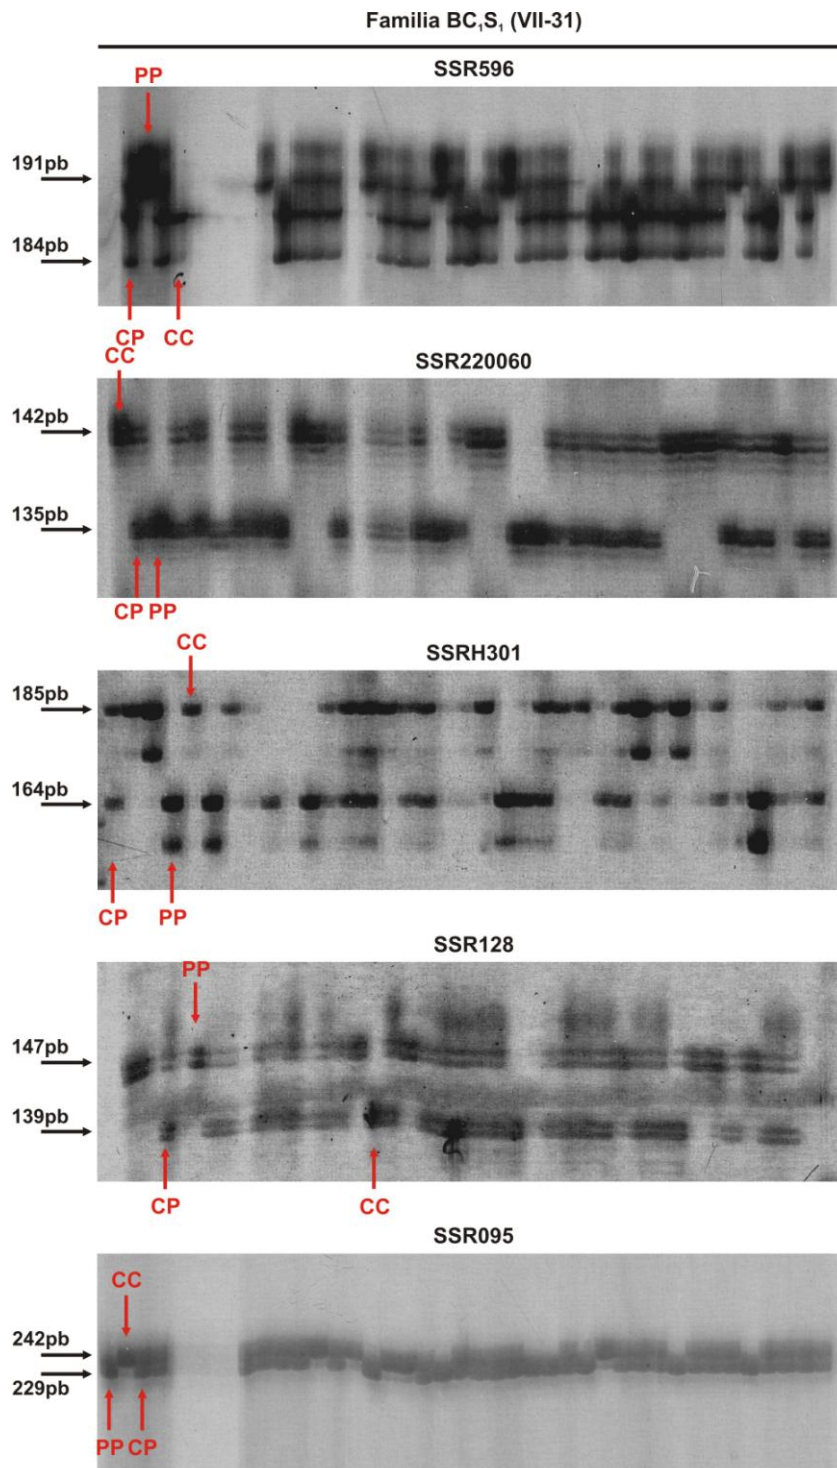 Familia BC₁S₁ (VII-31)
SSR596
PP
191pb
184pb
CP CC
CC
SSR220060
142pb
135pb
CP PP
CC
SSRH301
185pb
164pb
CP PP
SSR128
PP
147pb
139pb
CP CC
SSR095
CC
242pb
229pb
PP CP